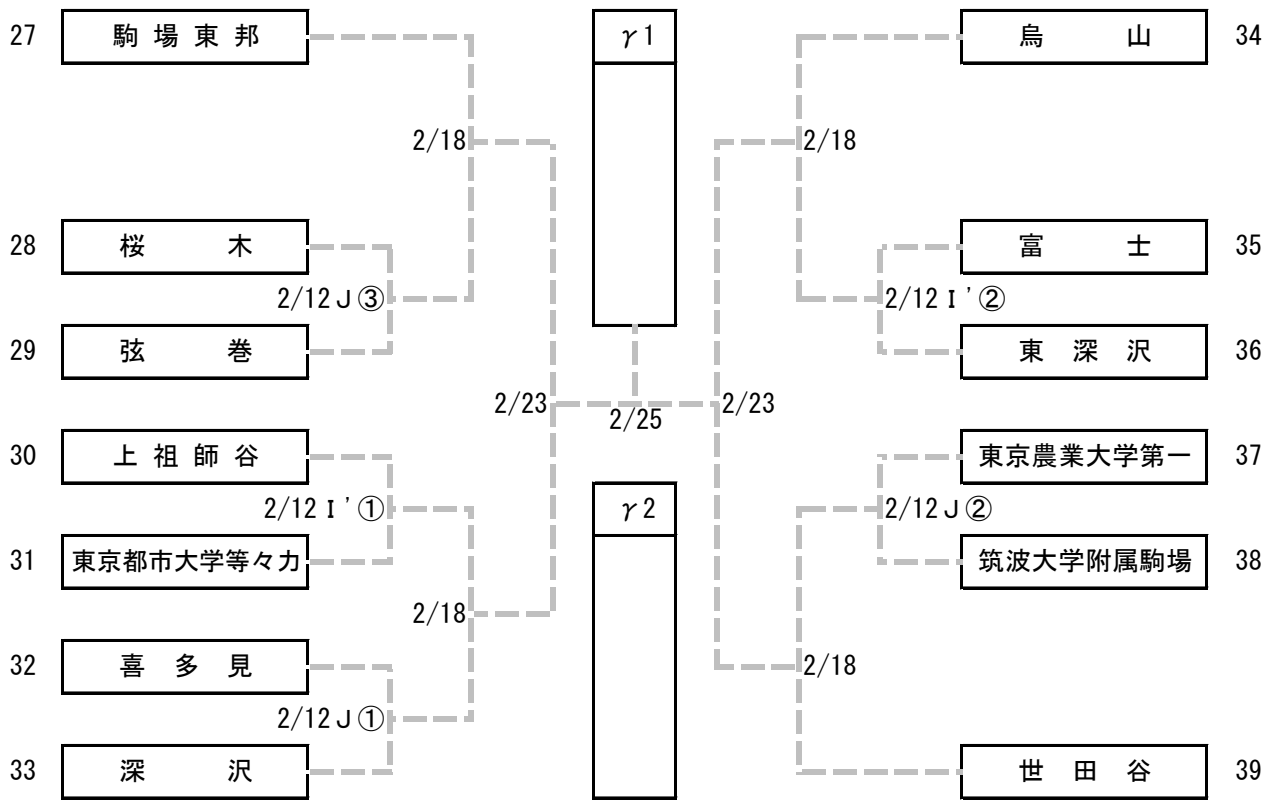 27 駒場東邦
2/18
28 桜木
2/12 J ③
29 弦巻
2/23
30 上祖師谷
2/12 I' ①
31 東京都市大学等々力
2/18
32 喜多見
2/12 J ①
33 深沢
γ1
2/25
γ2
烏山 34
2/18
富士 35
2/12 I' ②
東深沢 36
2/23
東京農業大学第一 37
2/12 J ②
筑波大学附属駒場 38
2/18
世田谷 39